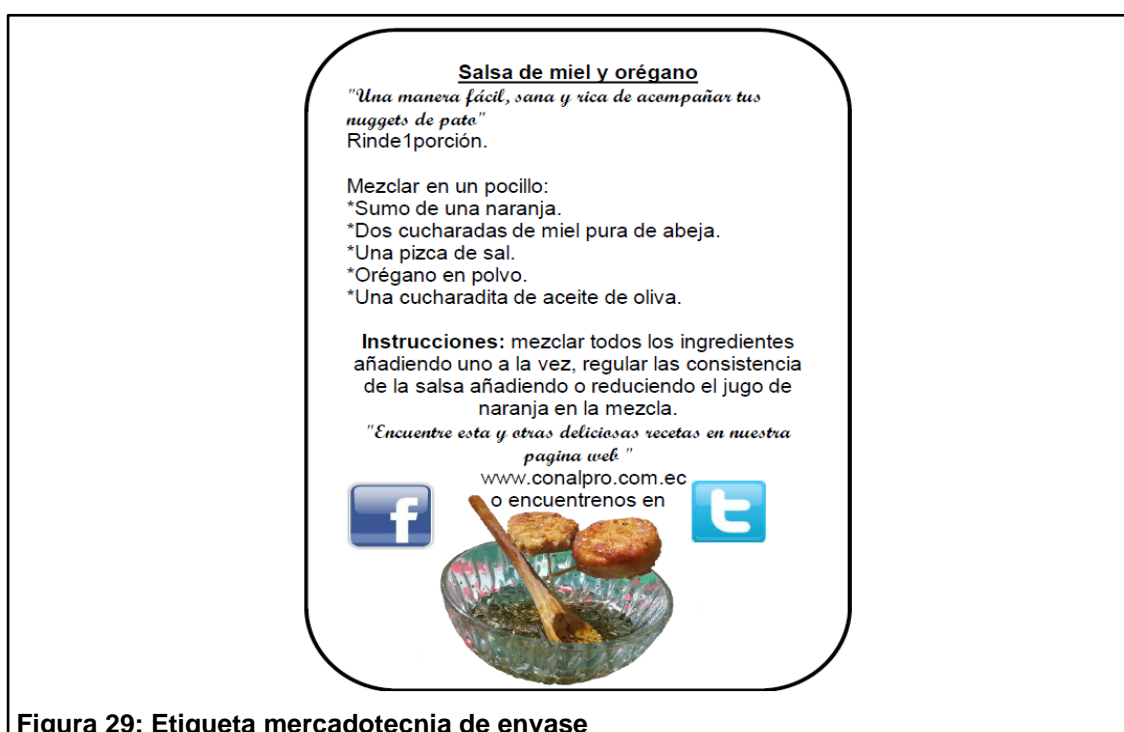 Salsa de miel y orégano
"Una manera fácil, sana y rica de acompañar tus
nuggets de pato"
Rinde1porción.
Mezclar en un pocillo:
*Sumo de una naranja.
*Dos cucharadas de miel pura de abeja.
*Una pizca de sal.
*Orégano en polvo.
*Una cucharadita de aceite de oliva.
Instrucciones: mezclar todos los ingredientes
añadiendo uno a la vez, regular las consistencia
de la salsa añadiendo o reduciendo el jugo de
naranja en la mezcla.
"Encuentre esta y otras deliciosas recetas en nuestra
pagina web "
www.conalpro.com.ec
o encuentrenos en
Figura 29: Etiqueta mercadotecnia de envase